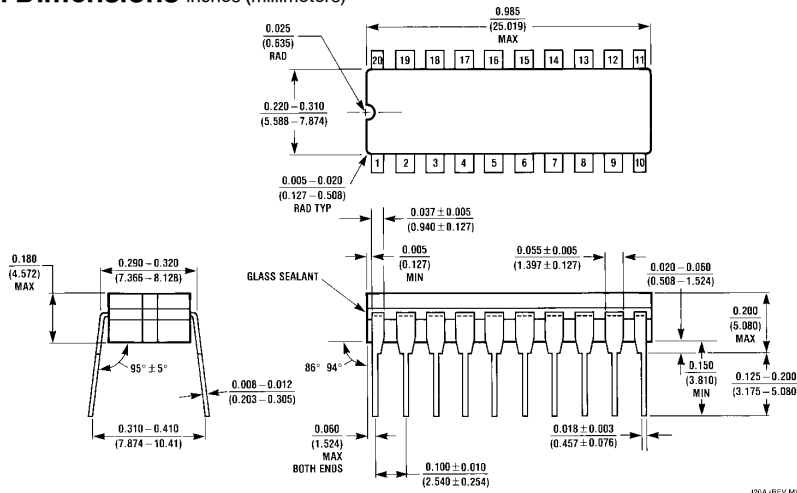 Dimensions inches (millimeters)
0.985
(25.019)
MAX
0.025
(0.635)
RAD
20 19 18 17 16 15 14 13 12 11
0.220 – 0.310
(5.588 – 7.874)
1 2 3 4 5 6 7 8 9 10
0.005 – 0.020
(0.127 – 0.508)
RAD TYP
0.037 ± 0.005
(0.940 ± 0.127)
0.180
(4.572)
MAX
0.290 – 0.320
(7.366 – 8.128)
0.005
(0.127)
MIN
0.055 ± 0.005
(1.397 ± 0.127)
0.020 – 0.060
(0.508 – 1.524)
GLASS SEALANT
0.200
(5.080)
MAX
95° ± 5°
86° 94°
0.150
(3.810)
MIN
0.125 – 0.200
(3.175 – 5.080
0.008 – 0.012
(0.203 – 0.305)
0.310 – 0.410
(7.874 – 10.41)
0.060
(1.524)
MAX
BOTH ENDS
0.018 ± 0.003
(0.457 ± 0.076)
0.100 ± 0.010
(2.540 ± 0.254)